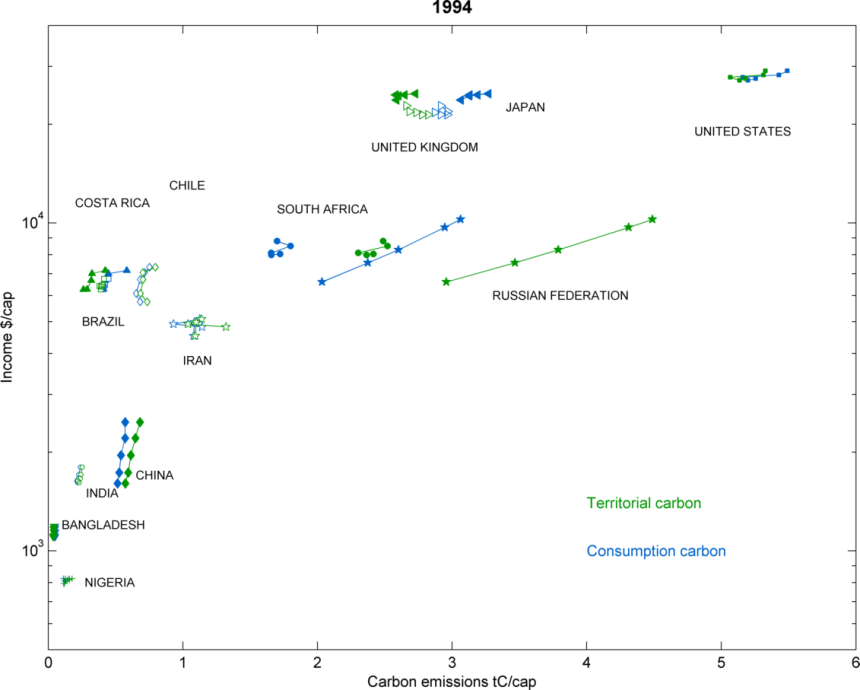 1994
JAPAN
UNITED STATES
UNITED KINGDOM
CHILE
COSTA RICA
SOUTH AFRICA
10^4
RUSSIAN FEDERATION
BRAZIL
IRAN
Income $/cap
CHINA
INDIA
Territorial carbon
BANGLADESH
Consumption carbon
10^3
NIGERIA
0 1 2 3 4 5 6
Carbon emissions tC/cap